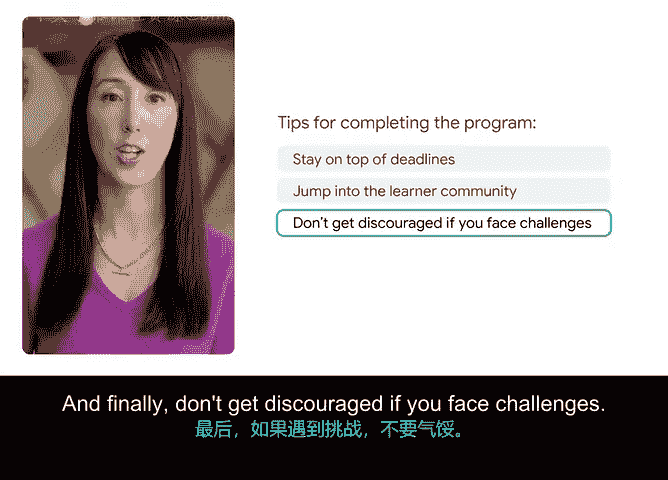 Tips for completing the program:
Stay on top of deadlines
Jump into the learner community
Don't get discouraged if you face challenges
And finally, don't get discouraged if you face challenges.
最后，如果遇到挑战，不要气馁。